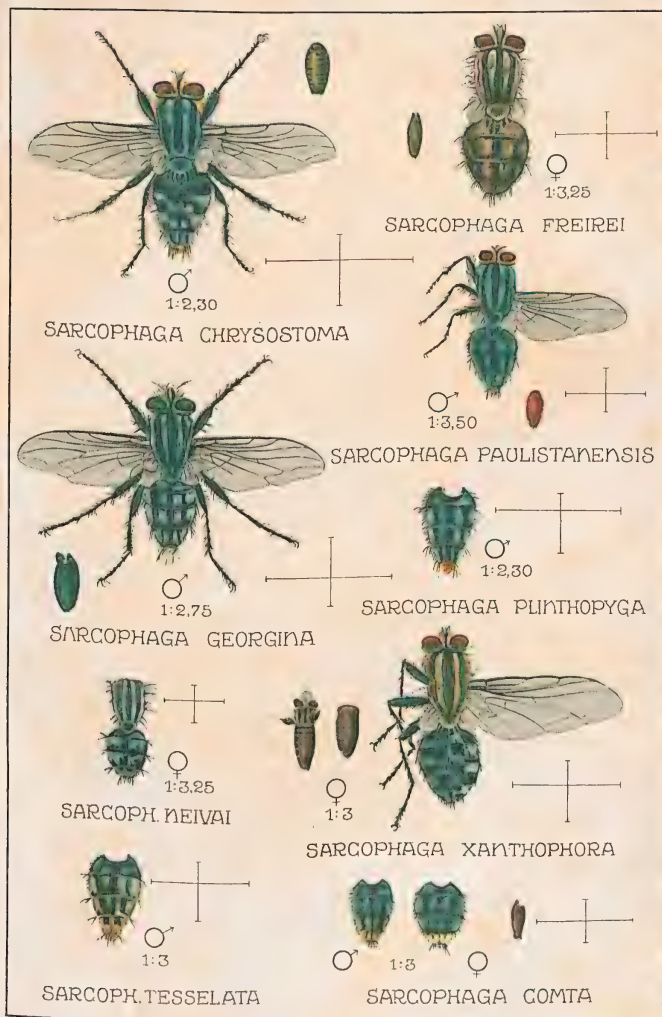 ♂
1:2,30
SARCOPHAGA CHRYSOSTOMA
♀
1:3,25
SARCOPHAGA FREIREI
♂
1:3,50
SARCOPHAGA PAULISTANENSIS
♂
1:2,75
SARCOPHAGA GEORGINA
♂
1:2,30
SARCOPHAGA PLINTHOPYGA
♀
1:3,25
SARCOPH. NEIVAI
♀
1:3
SARCOPHAGA XANTHOPHORA
♂
1:3
SARCOPH. TESSELATA
♂ 1:3 ♀
SARCOPHAGA COMTA